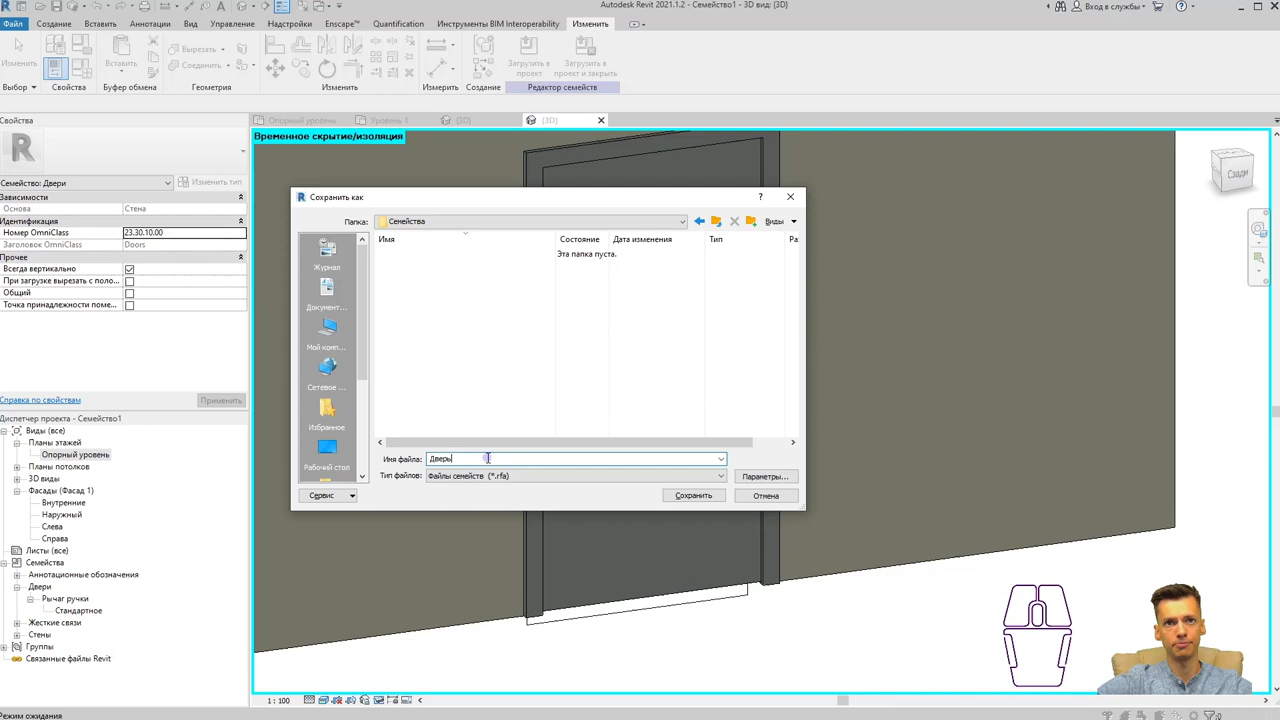 Autodesk Revit 2021.1.2 - Семейство1 - 3D вид: {3D}
Вход в службы
Файл Создание Вставить Аннотации Вид Управление Надстройки Enscape™ Quantification Инструменты BIM Interoperability Изменить
Изменить
Вставить
Вырезать
Соединить
Загрузить в проект
Загрузить в проект и закрыть
Выбор Свойства Буфер обмена Геометрия Изменить Измерить Создание Редактор семейств
Свойства
Опорный уровень
Уровень 1
{3D}
{3D}
Временное скрытие/изоляция
R
Семейство: Двери
Изменить тип
Зависимости
Основа Стена
Идентификация
Номер OmniClass 23.30.10.00
Заголовок OmniClass Doors
Прочее
Всегда вертикально
При загрузке вырезать с поло...
Общий
Точка принадлежности поме...
Справка по свойствам
Применить
Диспетчер проекта - Семейство1
Виды (все)
Планы этажей
Опорный уровень
Планы потолков
3D виды
Фасады (Фасад 1)
Внутренние
Наружный
Слева
Справа
Листы (все)
Семейства
Аннотационные обозначения
Двери
Рычаг ручки
Стандартное
Жесткие связи
Стены
Группы
Связанные файлы Revit
Сохранить как
Папка: Семейства
Виды
Имя Состояние Дата изменения Тип Ра
Эта папка пуста.
Журнал
Документ...
Мой комп...
Сетевое ...
Избранное
Рабочий стол
Имя файла: Дверь
Тип файлов: Файлы семейств (*.rfa)
Параметры...
Сервис
Сохранить
Отмена
Сзади
1 : 100
Режим ожидания